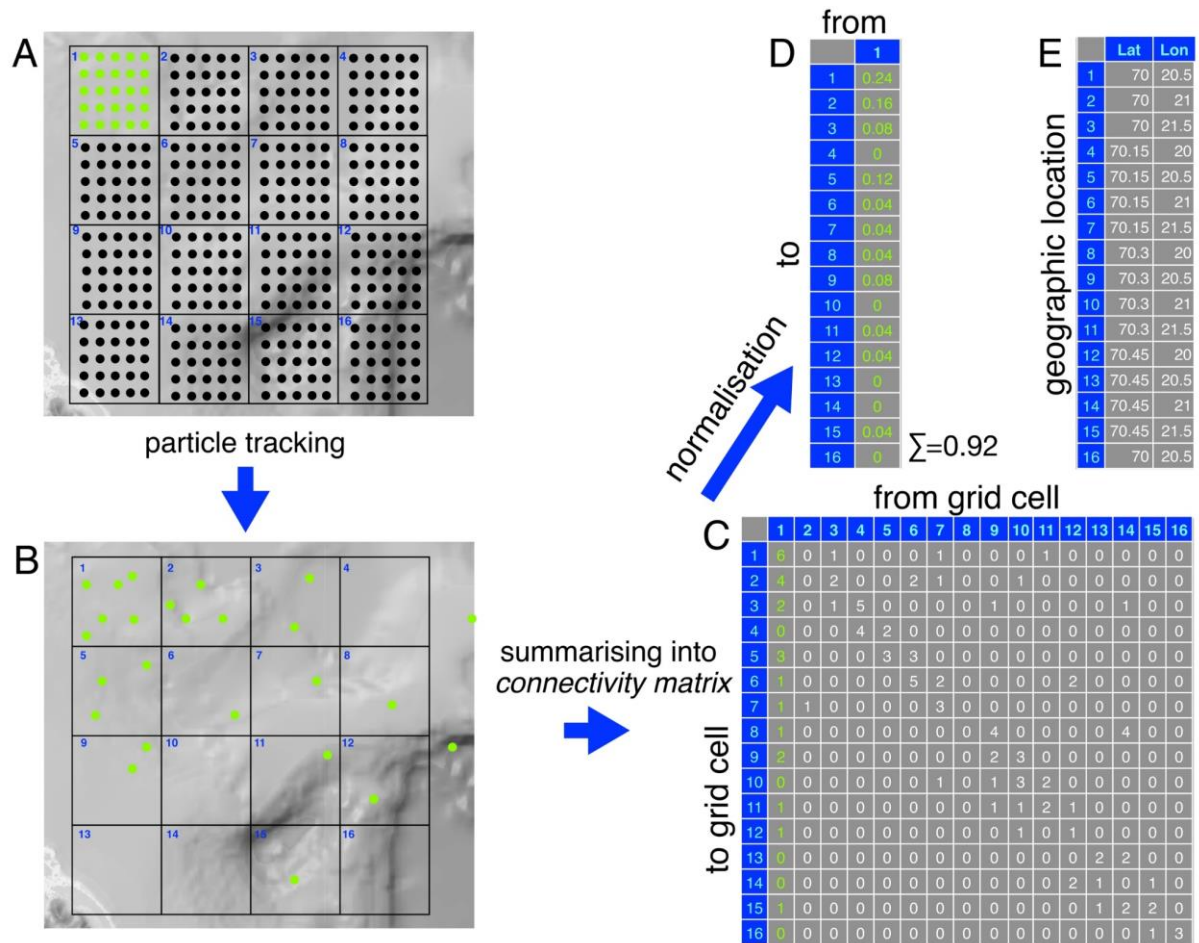 A
1 2 3 4
5 6 7 8
9 10 11 12
13 14 15 16
particle tracking
B
1 2 3 4
5 6 7 8
9 10 11 12
13 14 15 16
summarising into
connectivity matrix
normalisation
D
from
to
1
1 0.24
2 0.16
3 0.08
4 0
5 0.12
6 0.04
7 0.04
8 0.04
9 0.08
10 0
11 0.04
12 0.04
13 0
14 0
15 0.04
16 0
∑=0.92
E
geographic location
Lat Lon
1 70 20.5
2 70 21
3 70 21.5
4 70.15 20
5 70.15 20.5
6 70.15 21
7 70.15 21.5
8 70.3 20
9 70.3 20.5
10 70.3 21
11 70.3 21.5
12 70.45 20
13 70.45 20.5
14 70.45 21
15 70.45 21.5
16 70 20.5
C
from grid cell
to grid cell
1 2 3 4 5 6 7 8 9 10 11 12 13 14 15 16
1 6 0 1 0 0 0 1 0 0 0 1 0 0 0 0 0
2 4 0 2 0 0 2 1 0 0 1 0 0 0 0 0 0
3 2 0 1 5 0 0 0 0 1 0 0 0 0 1 0 0
4 0 0 0 4 2 0 0 0 0 0 0 0 0 0 0 0
5 3 0 0 0 3 3 0 0 0 0 0 0 0 0 0 0
6 1 0 0 0 0 5 2 0 0 0 0 2 0 0 0 0
7 1 1 0 0 0 0 3 0 0 0 0 0 0 0 0 0
8 1 0 0 0 0 0 0 0 4 0 0 0 0 4 0 0
9 2 0 0 0 0 0 0 0 2 3 0 0 0 0 0 0
10 0 0 0 0 0 0 1 0 1 3 2 0 0 0 0 0
11 1 0 0 0 0 0 0 0 1 1 2 1 0 0 0 0
12 1 0 0 0 0 0 0 0 0 1 0 1 0 0 0 0
13 0 0 0 0 0 0 0 0 0 0 0 0 2 2 0 0
14 0 0 0 0 0 0 0 0 0 0 0 2 1 0 1 0
15 1 0 0 0 0 0 0 0 0 0 0 0 1 2 2 0
16 0 0 0 0 0 0 0 0 0 0 0 0 0 0 1 3